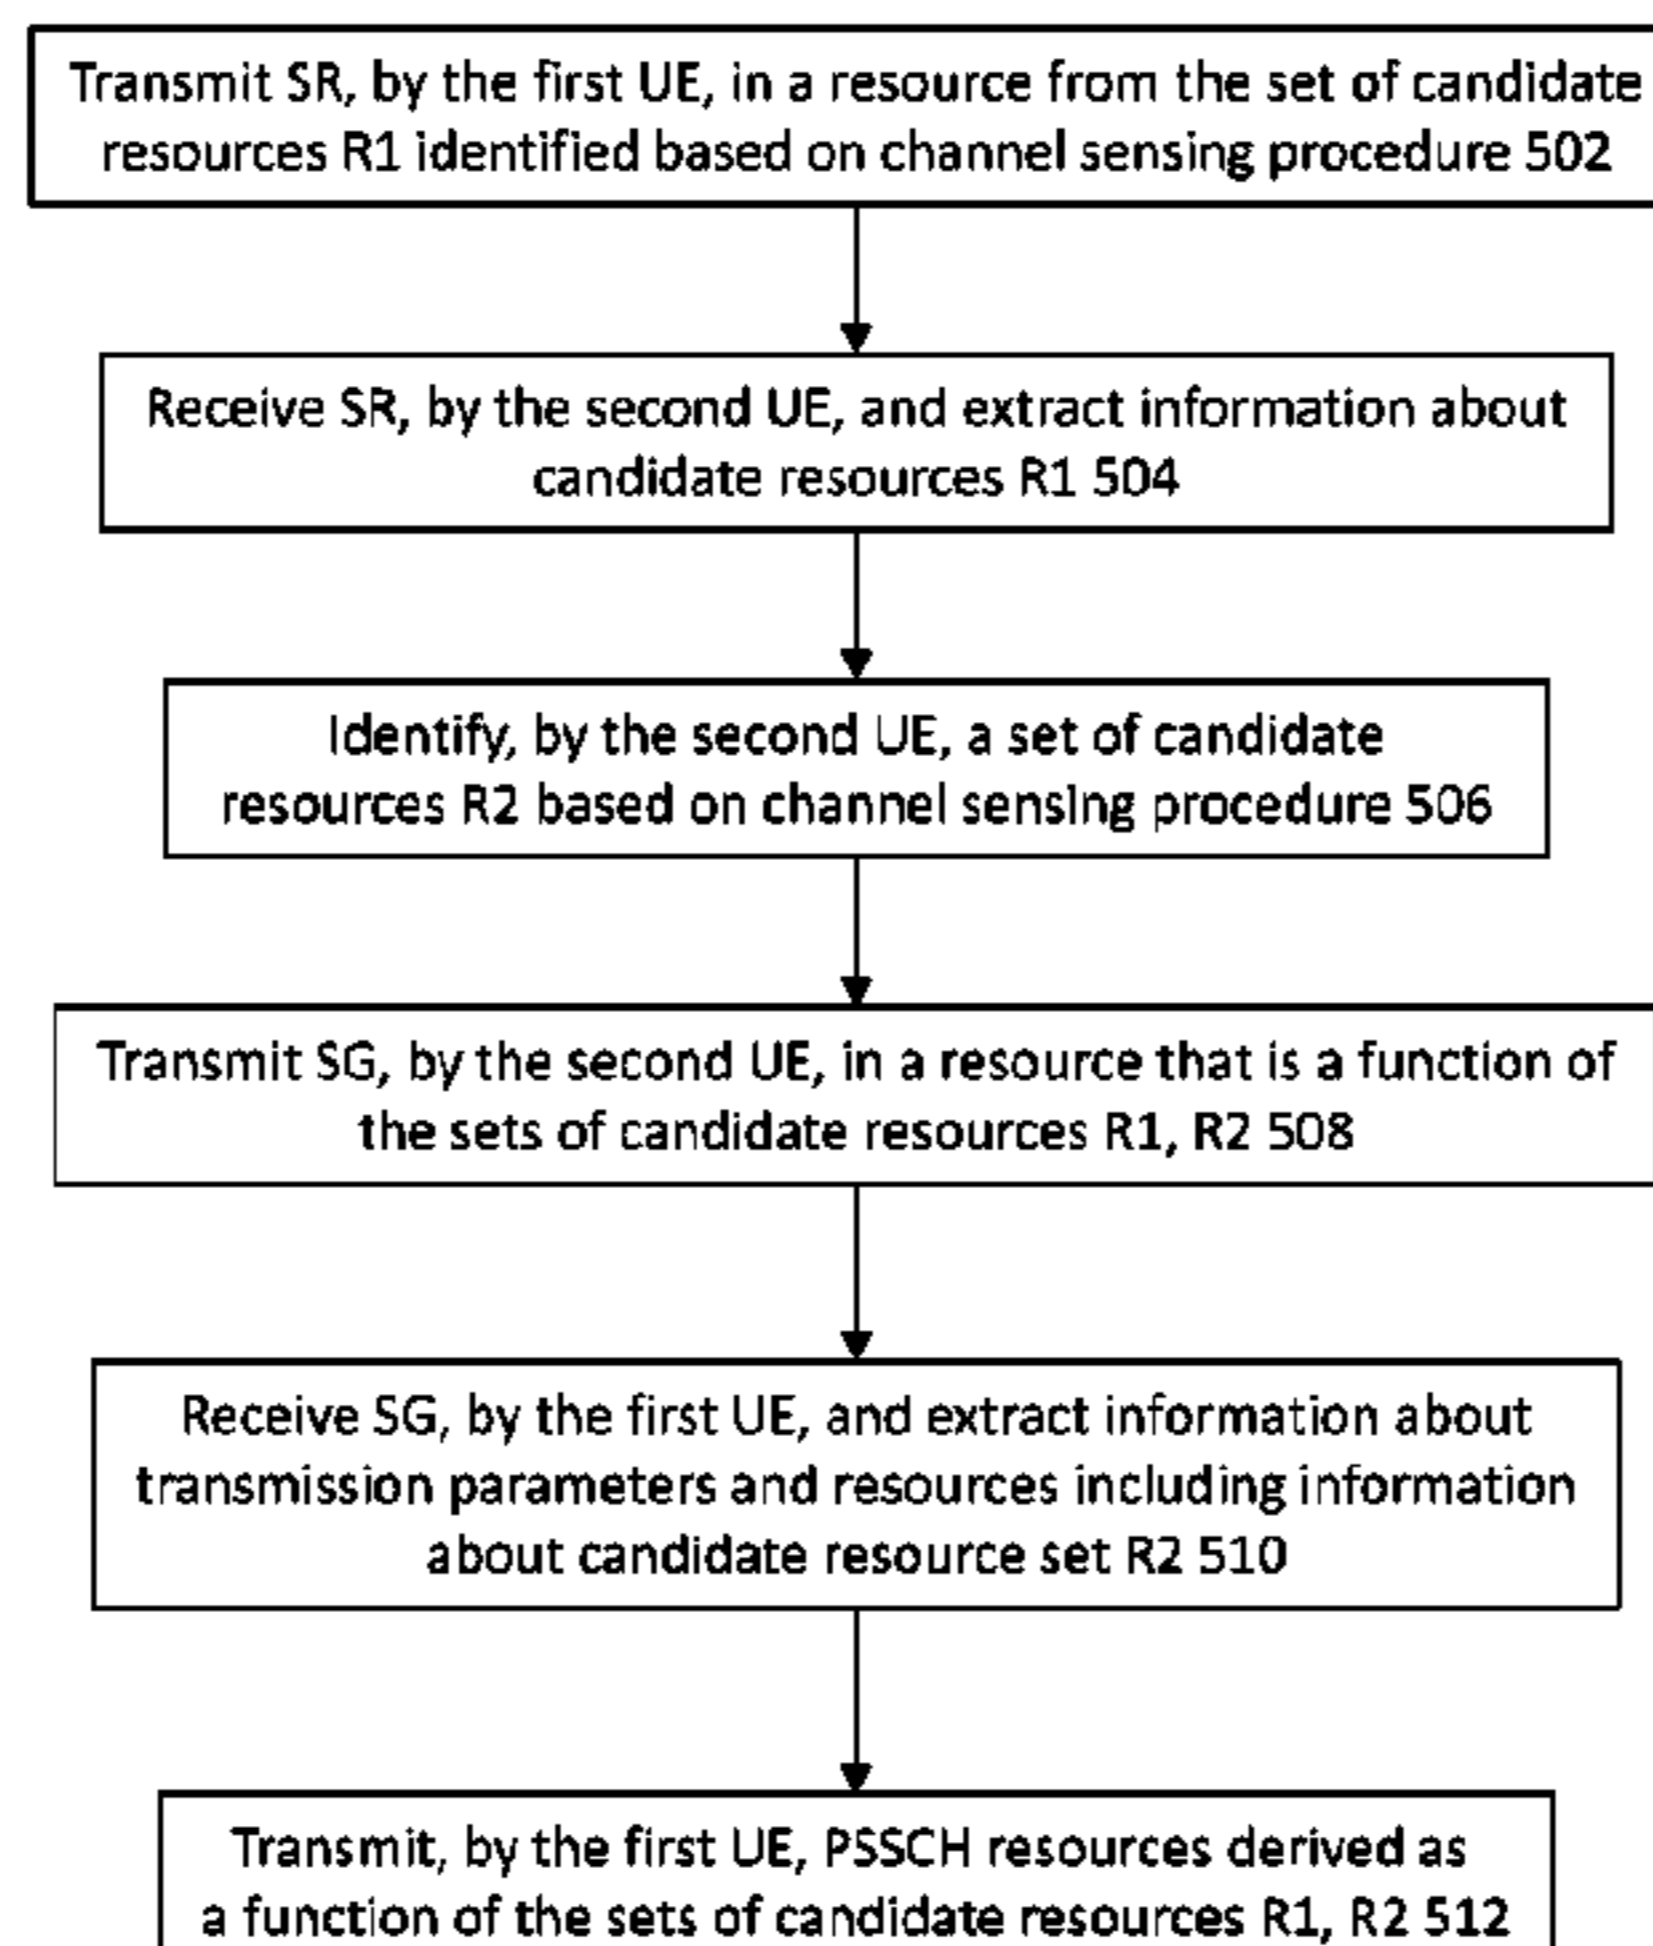 Transmit SR, by the first UE, in a resource from the set of candidate
resources R1 identified based on channel sensing procedure 502
Receive SR, by the second UE, and extract information about
candidate resources R1 504
Identify, by the second UE, a set of candidate
resources R2 based on channel sensing procedure 506
Transmit SG, by the second UE, in a resource that is a function of
the sets of candidate resources R1, R2 508
Receive SG, by the first UE, and extract information about
transmission parameters and resources including information
about candidate resource set R2 510
Transmit, by the first UE, PSSCH resources derived as
a function of the sets of candidate resources R1, R2 512